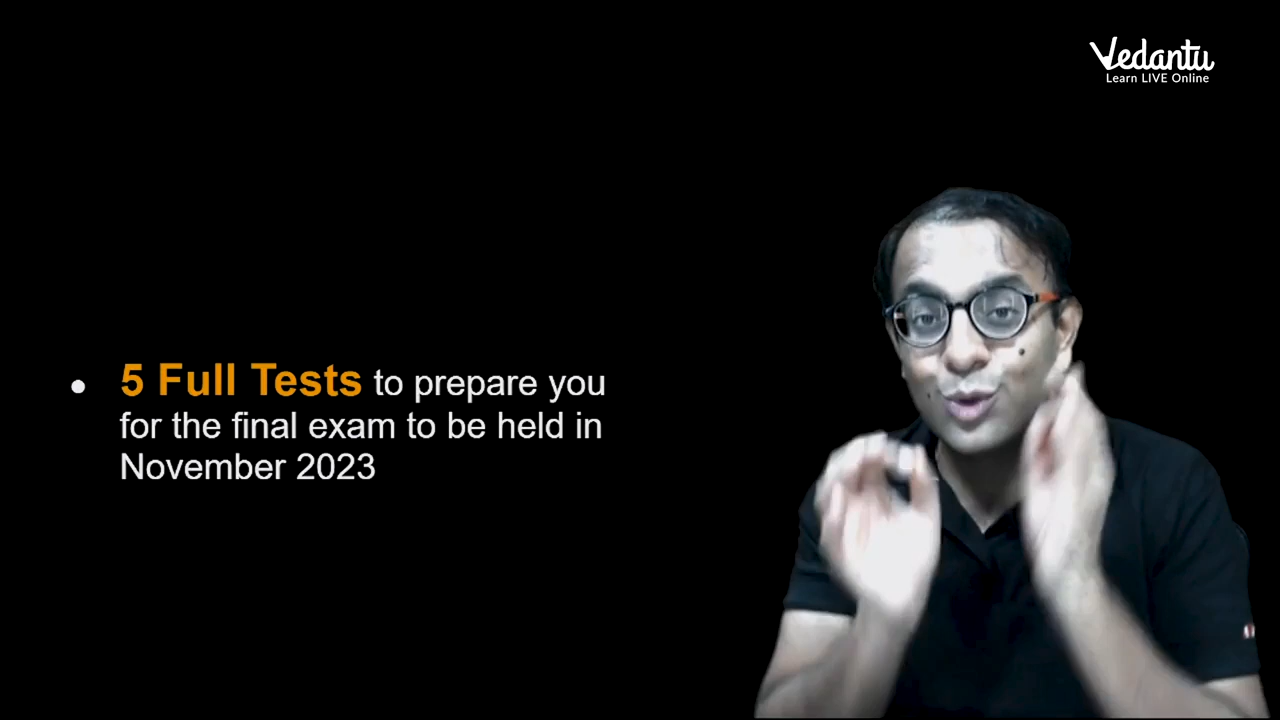 Vedantu
Learn LIVE Online
5 Full Tests to prepare you
for the final exam to be held in
November 2023